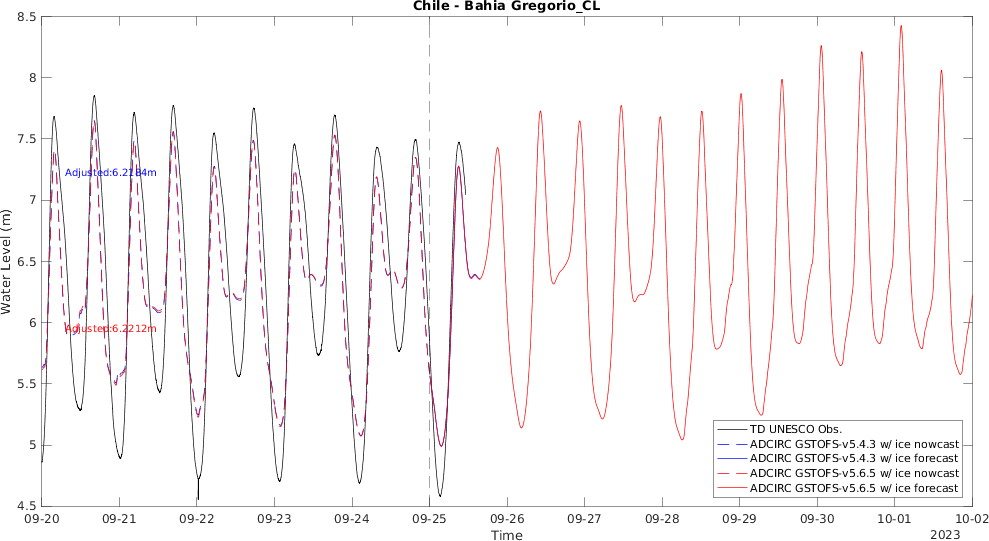 Chile - Bahia Gregorio_CL
8.5
8
7.5
7
6.5
6
5.5
5
4.5
Water Level (m)
Adjusted:6.2184m
Adjusted:6.2212m
TD UNESCO Obs.
ADCIRC GSTOFS-v5.4.3 w/ ice nowcast
ADCIRC GSTOFS-v5.4.3 w/ ice forecast
ADCIRC GSTOFS-v5.6.5 w/ ice nowcast
ADCIRC GSTOFS-v5.6.5 w/ ice forecast
09-20 09-21 09-22 09-23 09-24 09-25 09-26 09-27 09-28 09-29 09-30 10-01 10-02
Time
2023